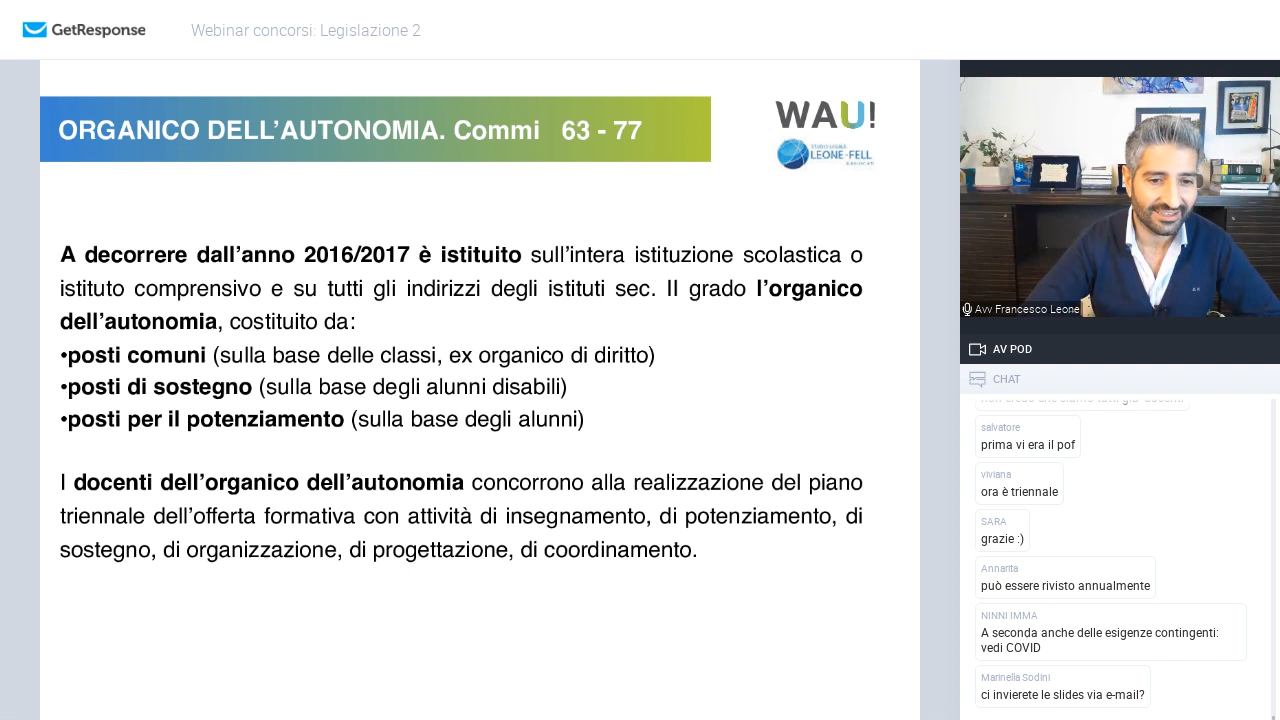 GetResponse
Webinar concorsi: Legislazione 2
ORGANICO DELL’AUTONOMIA. Commi 63 - 77
WAU!
STUDIO LEGALE
LEONE-FELL
A decorrere dall’anno 2016/2017 è istituito sull’intera istituzione scolastica o
istituto comprensivo e su tutti gli indirizzi degli istituti sec. II grado l’organico
dell’autonomia, costituito da:
•posti comuni (sulla base delle classi, ex organico di diritto)
•posti di sostegno (sulla base degli alunni disabili)
•posti per il potenziamento (sulla base degli alunni)
I docenti dell’organico dell’autonomia concorrono alla realizzazione del piano
triennale dell’offerta formativa con attività di insegnamento, di potenziamento, di
sostegno, di organizzazione, di progettazione, di coordinamento.
Avv Francesco Leone
AV POD
CHAT
salvatore
prima vi era il pof
viviana
ora è triennale
SARA
grazie :)
Annarita
può essere rivisto annualmente
NINNI IMMA
A seconda anche delle esigenze contingenti:
vedi COVID
Marinella Sodini
ci invierete le slides via e-mail?